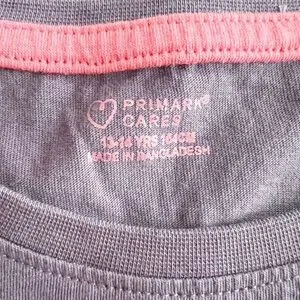 PRIMARK®
CARES
13-14 YRS 164CM
MADE IN BANGLADESH